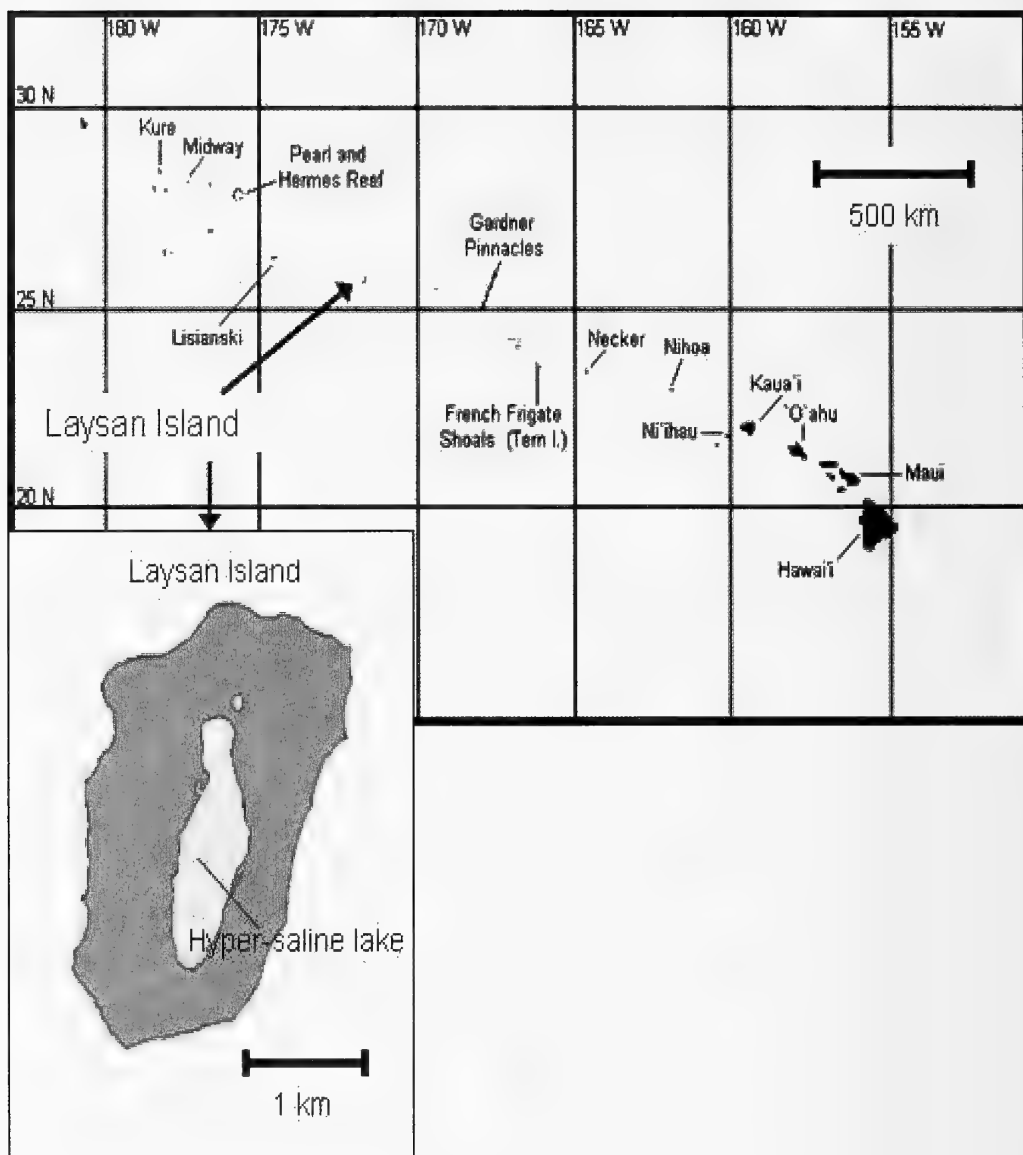 180 W
175 W
170 W
165 W
160 W
155 W
30 N
Kure
Midway
Pearl and
Hermes Reef
500 km
Gardner
Pinnacles
25 N
Lisianski
Necker
Nihoa
Kaua'i
Laysan Island
French Frigate
Shoals (Tern I.)
Ni'ihau
'O'ahu
Maui
20 N
Hawai'i
Laysan Island
Hyper-saline lake
1 km